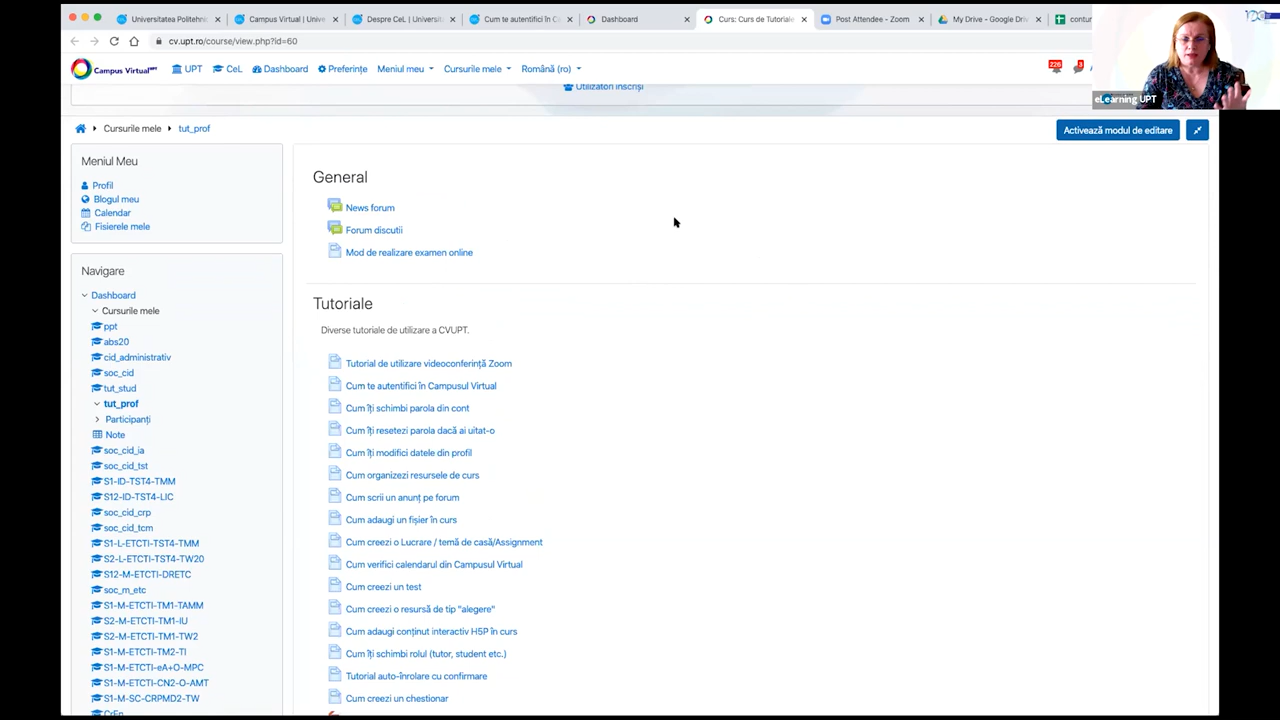 Universitatea Politehnic
Campus Virtual | Unive
Despre CeL | Universita
Cum te autentifici în Ca
Dashboard
Curs: Curs de Tutoriale
Post Attendee - Zoom
My Drive - Google Dri
contur
cv.upt.ro/course/view.php?id=60
Campus Virtual UPT
UPT
CeL
Dashboard
Preferințe
Meniul meu
Cursurile mele
Română (ro)
226
3
eLearning UPT
Utilizatori înscriși
Cursurile mele
tut_prof
Activează modul de editare
Meniul Meu
Profil
Blogul meu
Calendar
Fisierele mele
Navigare
Dashboard
Cursurile mele
ppt
abs20
cid_administrativ
soc_cid
tut_stud
tut_prof
Participanți
Note
soc_cid_ia
soc_cid_tst
S1-ID-TST4-TMM
S12-ID-TST4-LIC
soc_cid_crp
soc_cid_tcm
S1-L-ETCTI-TST4-TMM
S2-L-ETCTI-TST4-TW20
S12-M-ETCTI-DRETC
soc_m_etc
S1-M-ETCTI-TM1-TAMM
S2-M-ETCTI-TM1-IU
S2-M-ETCTI-TM1-TW2
S1-M-ETCTI-TM2-TI
S1-M-ETCTI-eA+O-MPC
S1-M-ETCTI-CN2-O-AMT
S1-M-SC-CRPMD2-TW
CrEn
General
News forum
Forum discutii
Mod de realizare examen online
Tutoriale
Diverse tutoriale de utilizare a CVUPT.
Tutorial de utilizare videoconferință Zoom
Cum te autentifici în Campusul Virtual
Cum îți schimbi parola din cont
Cum îți resetezi parola dacă ai uitat-o
Cum îți modifici datele din profil
Cum organizezi resursele de curs
Cum scrii un anunț pe forum
Cum adaugi un fișier în curs
Cum creezi o Lucrare / temă de casă/Assignment
Cum verifici calendarul din Campusul Virtual
Cum creezi un test
Cum creezi o resursă de tip "alegere"
Cum adaugi conținut interactiv H5P în curs
Cum îți schimbi rolul (tutor, student etc.)
Tutorial auto-înrolare cu confirmare
Cum creezi un chestionar